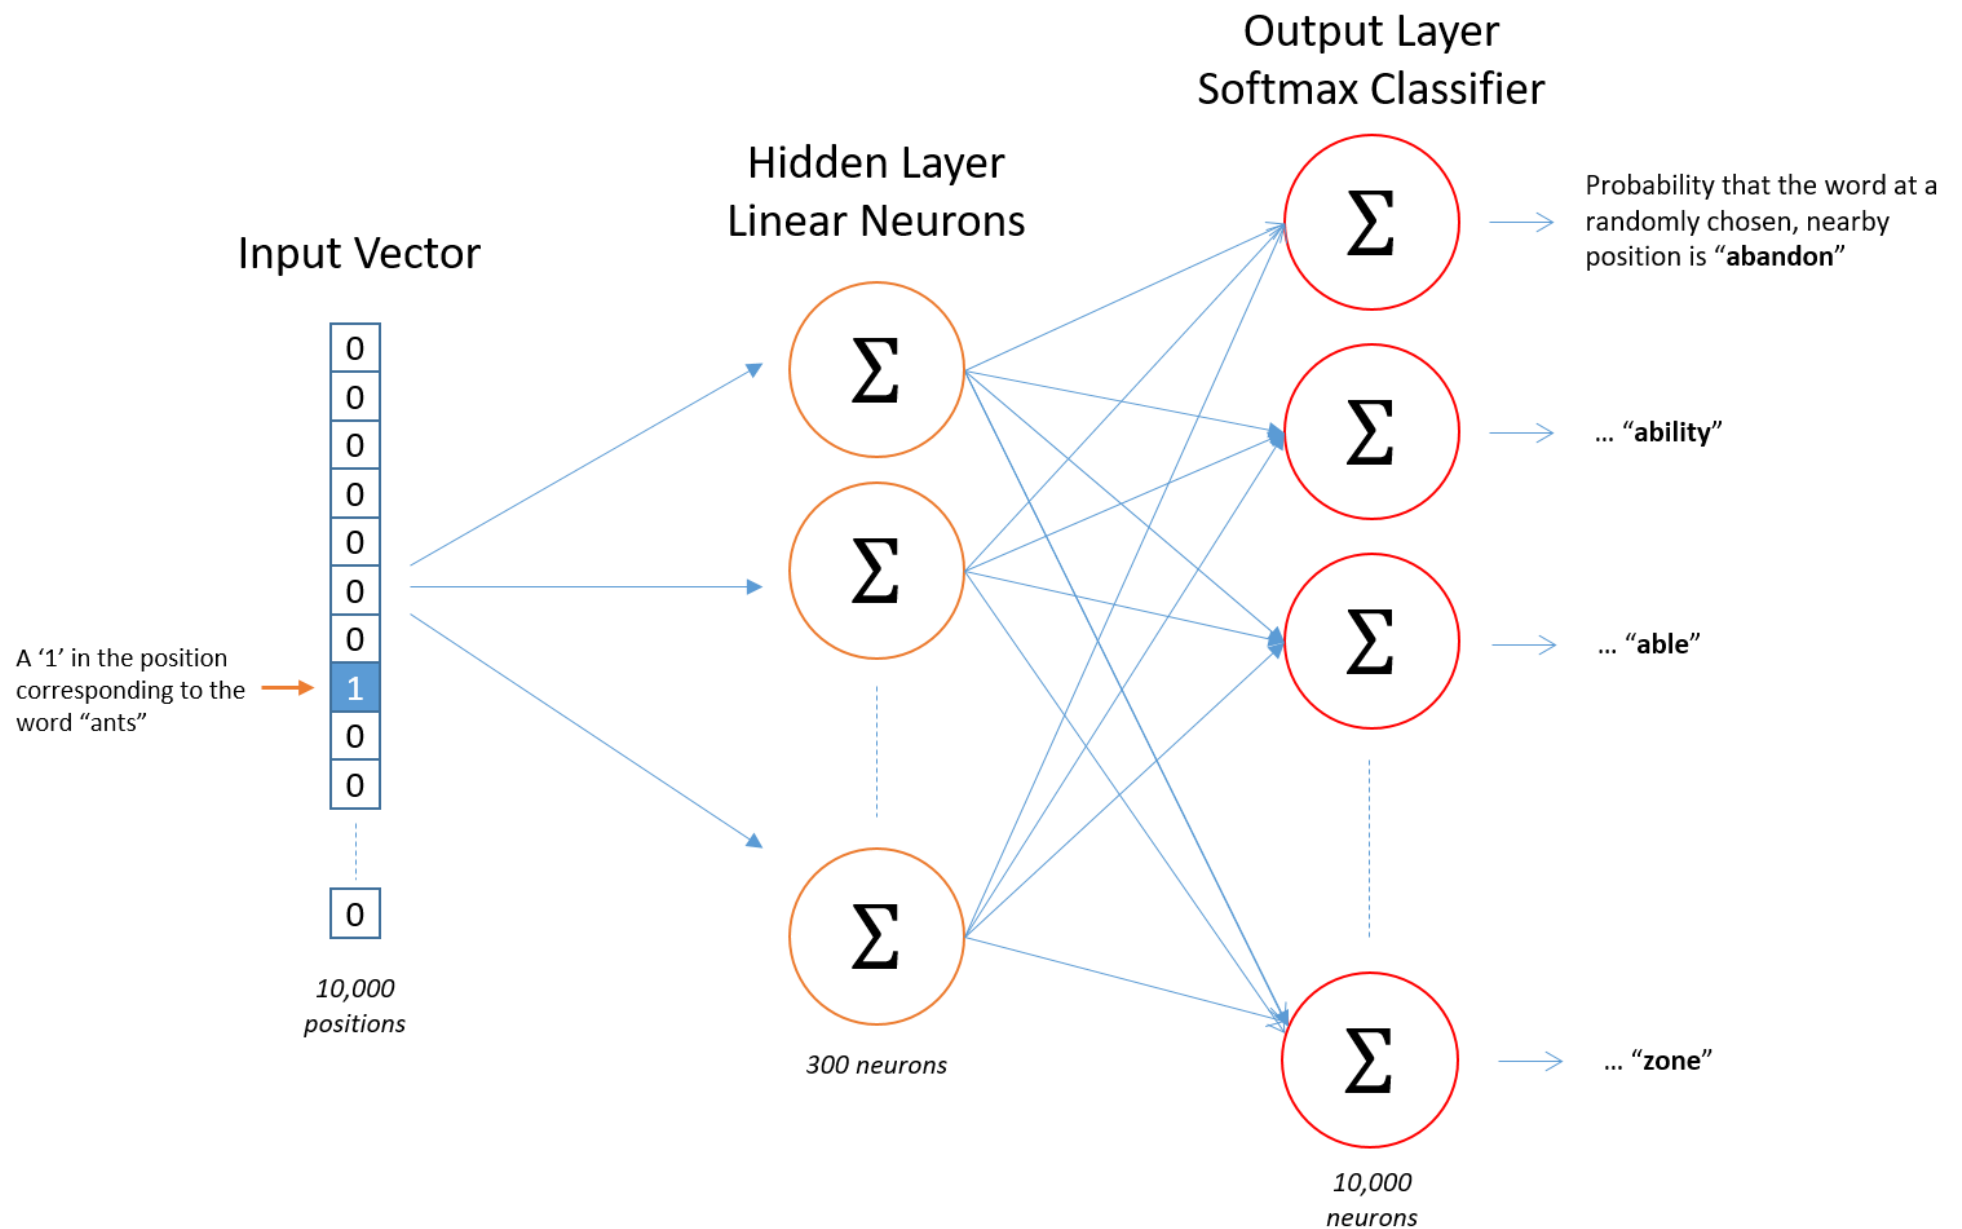 Output Layer
Softmax Classifier
Hidden Layer
Linear Neurons
Input Vector
0
0
0
0
0
0
0
1
0
0
0
A ‘1’ in the position
corresponding to the
word “ants”
10,000
positions
Σ
Σ
Σ
300 neurons
Σ
Σ
Σ
Σ
10,000
neurons
Probability that the word at a
randomly chosen, nearby
position is “abandon”
... “ability”
... “able”
... “zone”